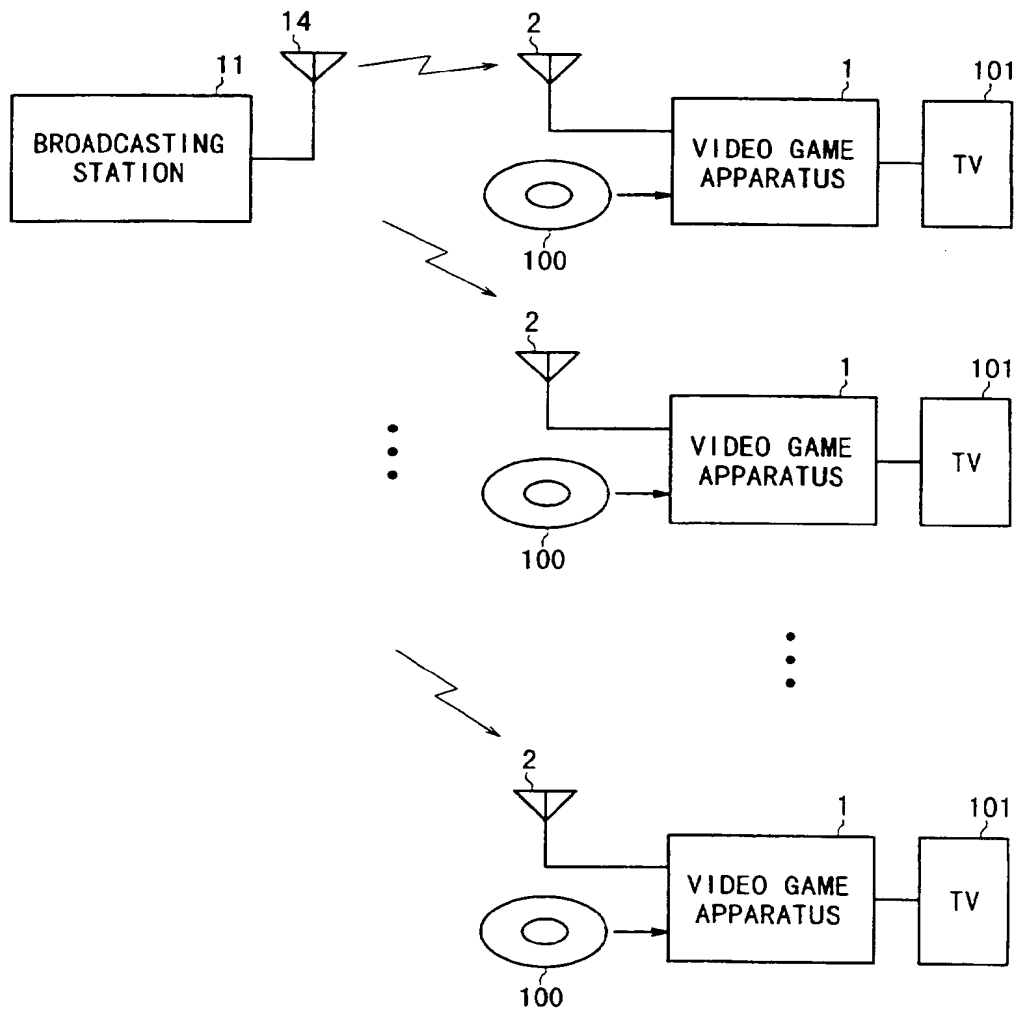 14
2
11
1
101
BROADCASTING
STATION
VIDEO GAME
APPARATUS
TV
100
2
1
101
VIDEO GAME
APPARATUS
TV
100
2
1
101
VIDEO GAME
APPARATUS
TV
100